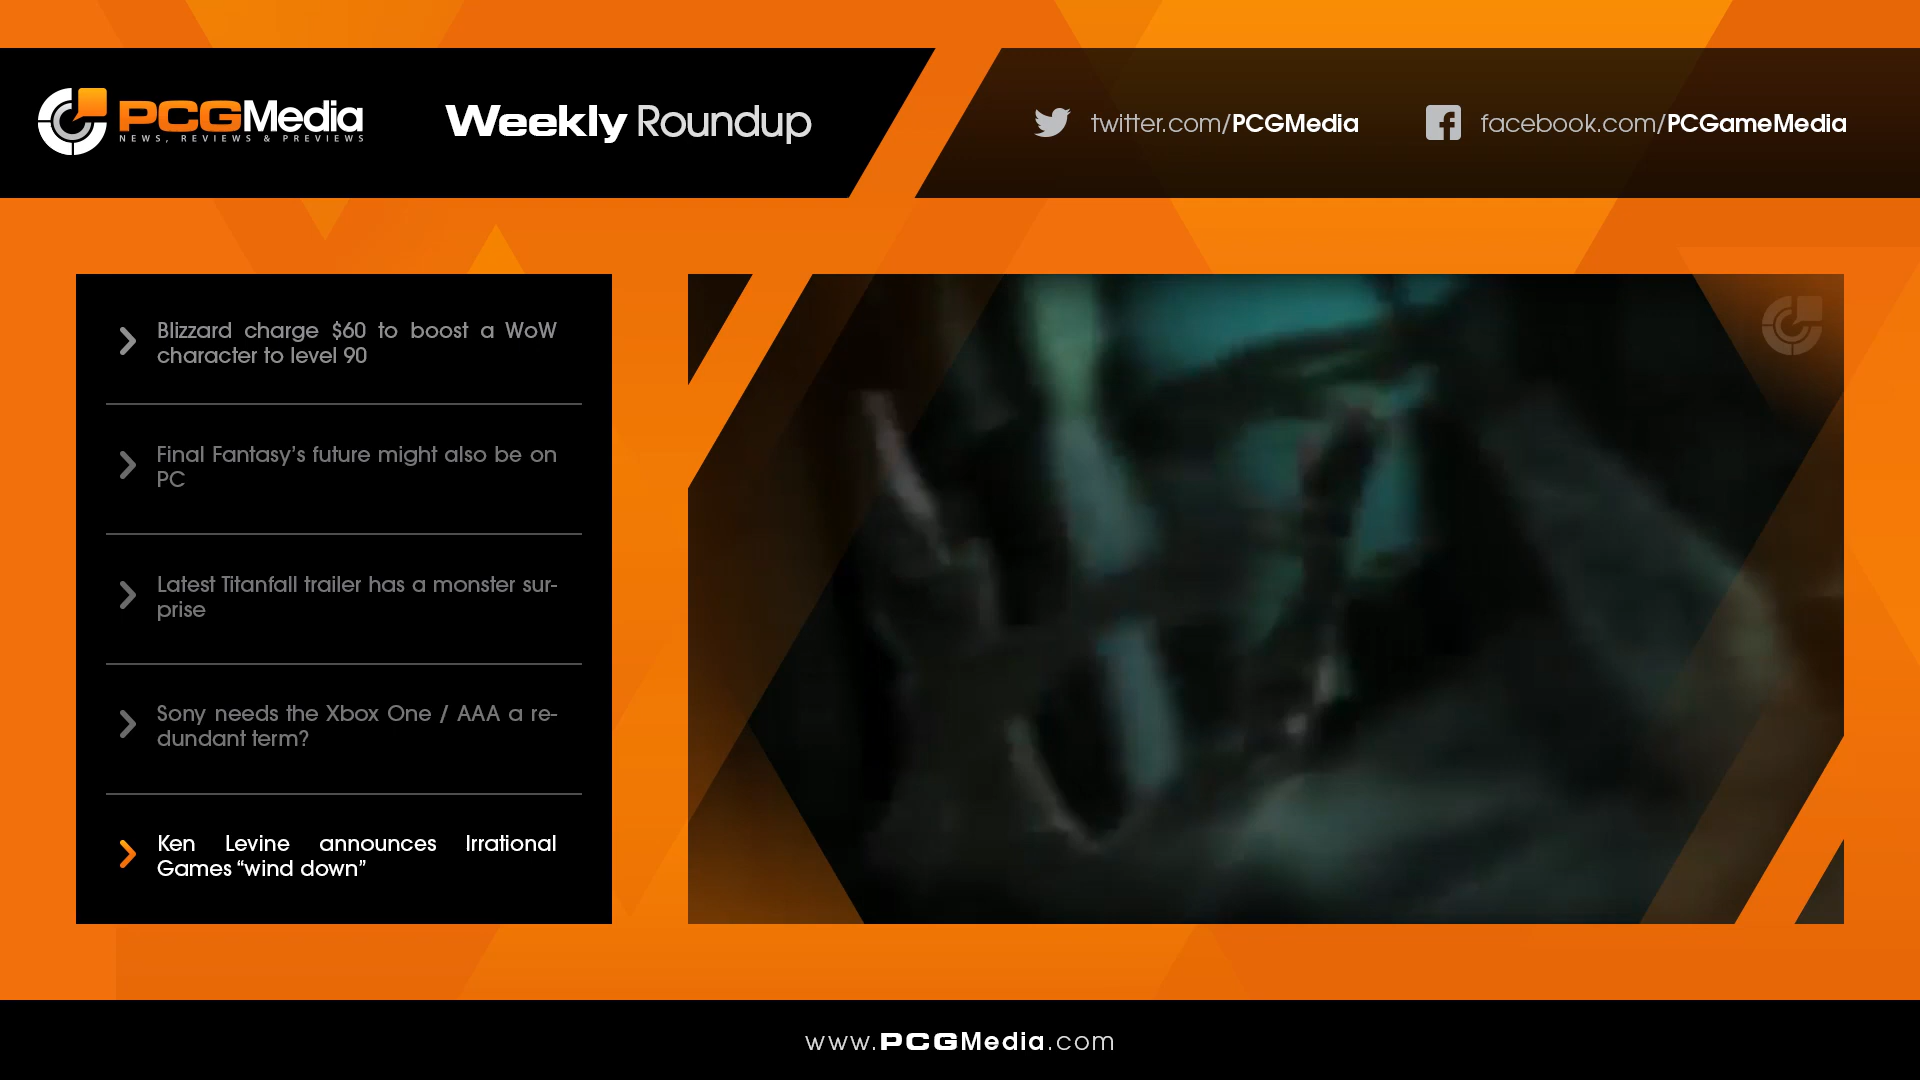 PCGMedia
NEWS, REVIEWS & PREVIEWS
Weekly Roundup
twitter.com/PCGMedia
facebook.com/PCGameMedia
Blizzard charge $60 to boost a WoW
character to level 90
Final Fantasy’s future might also be on
PC
Latest Titanfall trailer has a monster sur-
prise
Sony needs the Xbox One / AAA a re-
dundant term?
Ken Levine announces Irrational
Games “wind down”
www.PCGMedia.com